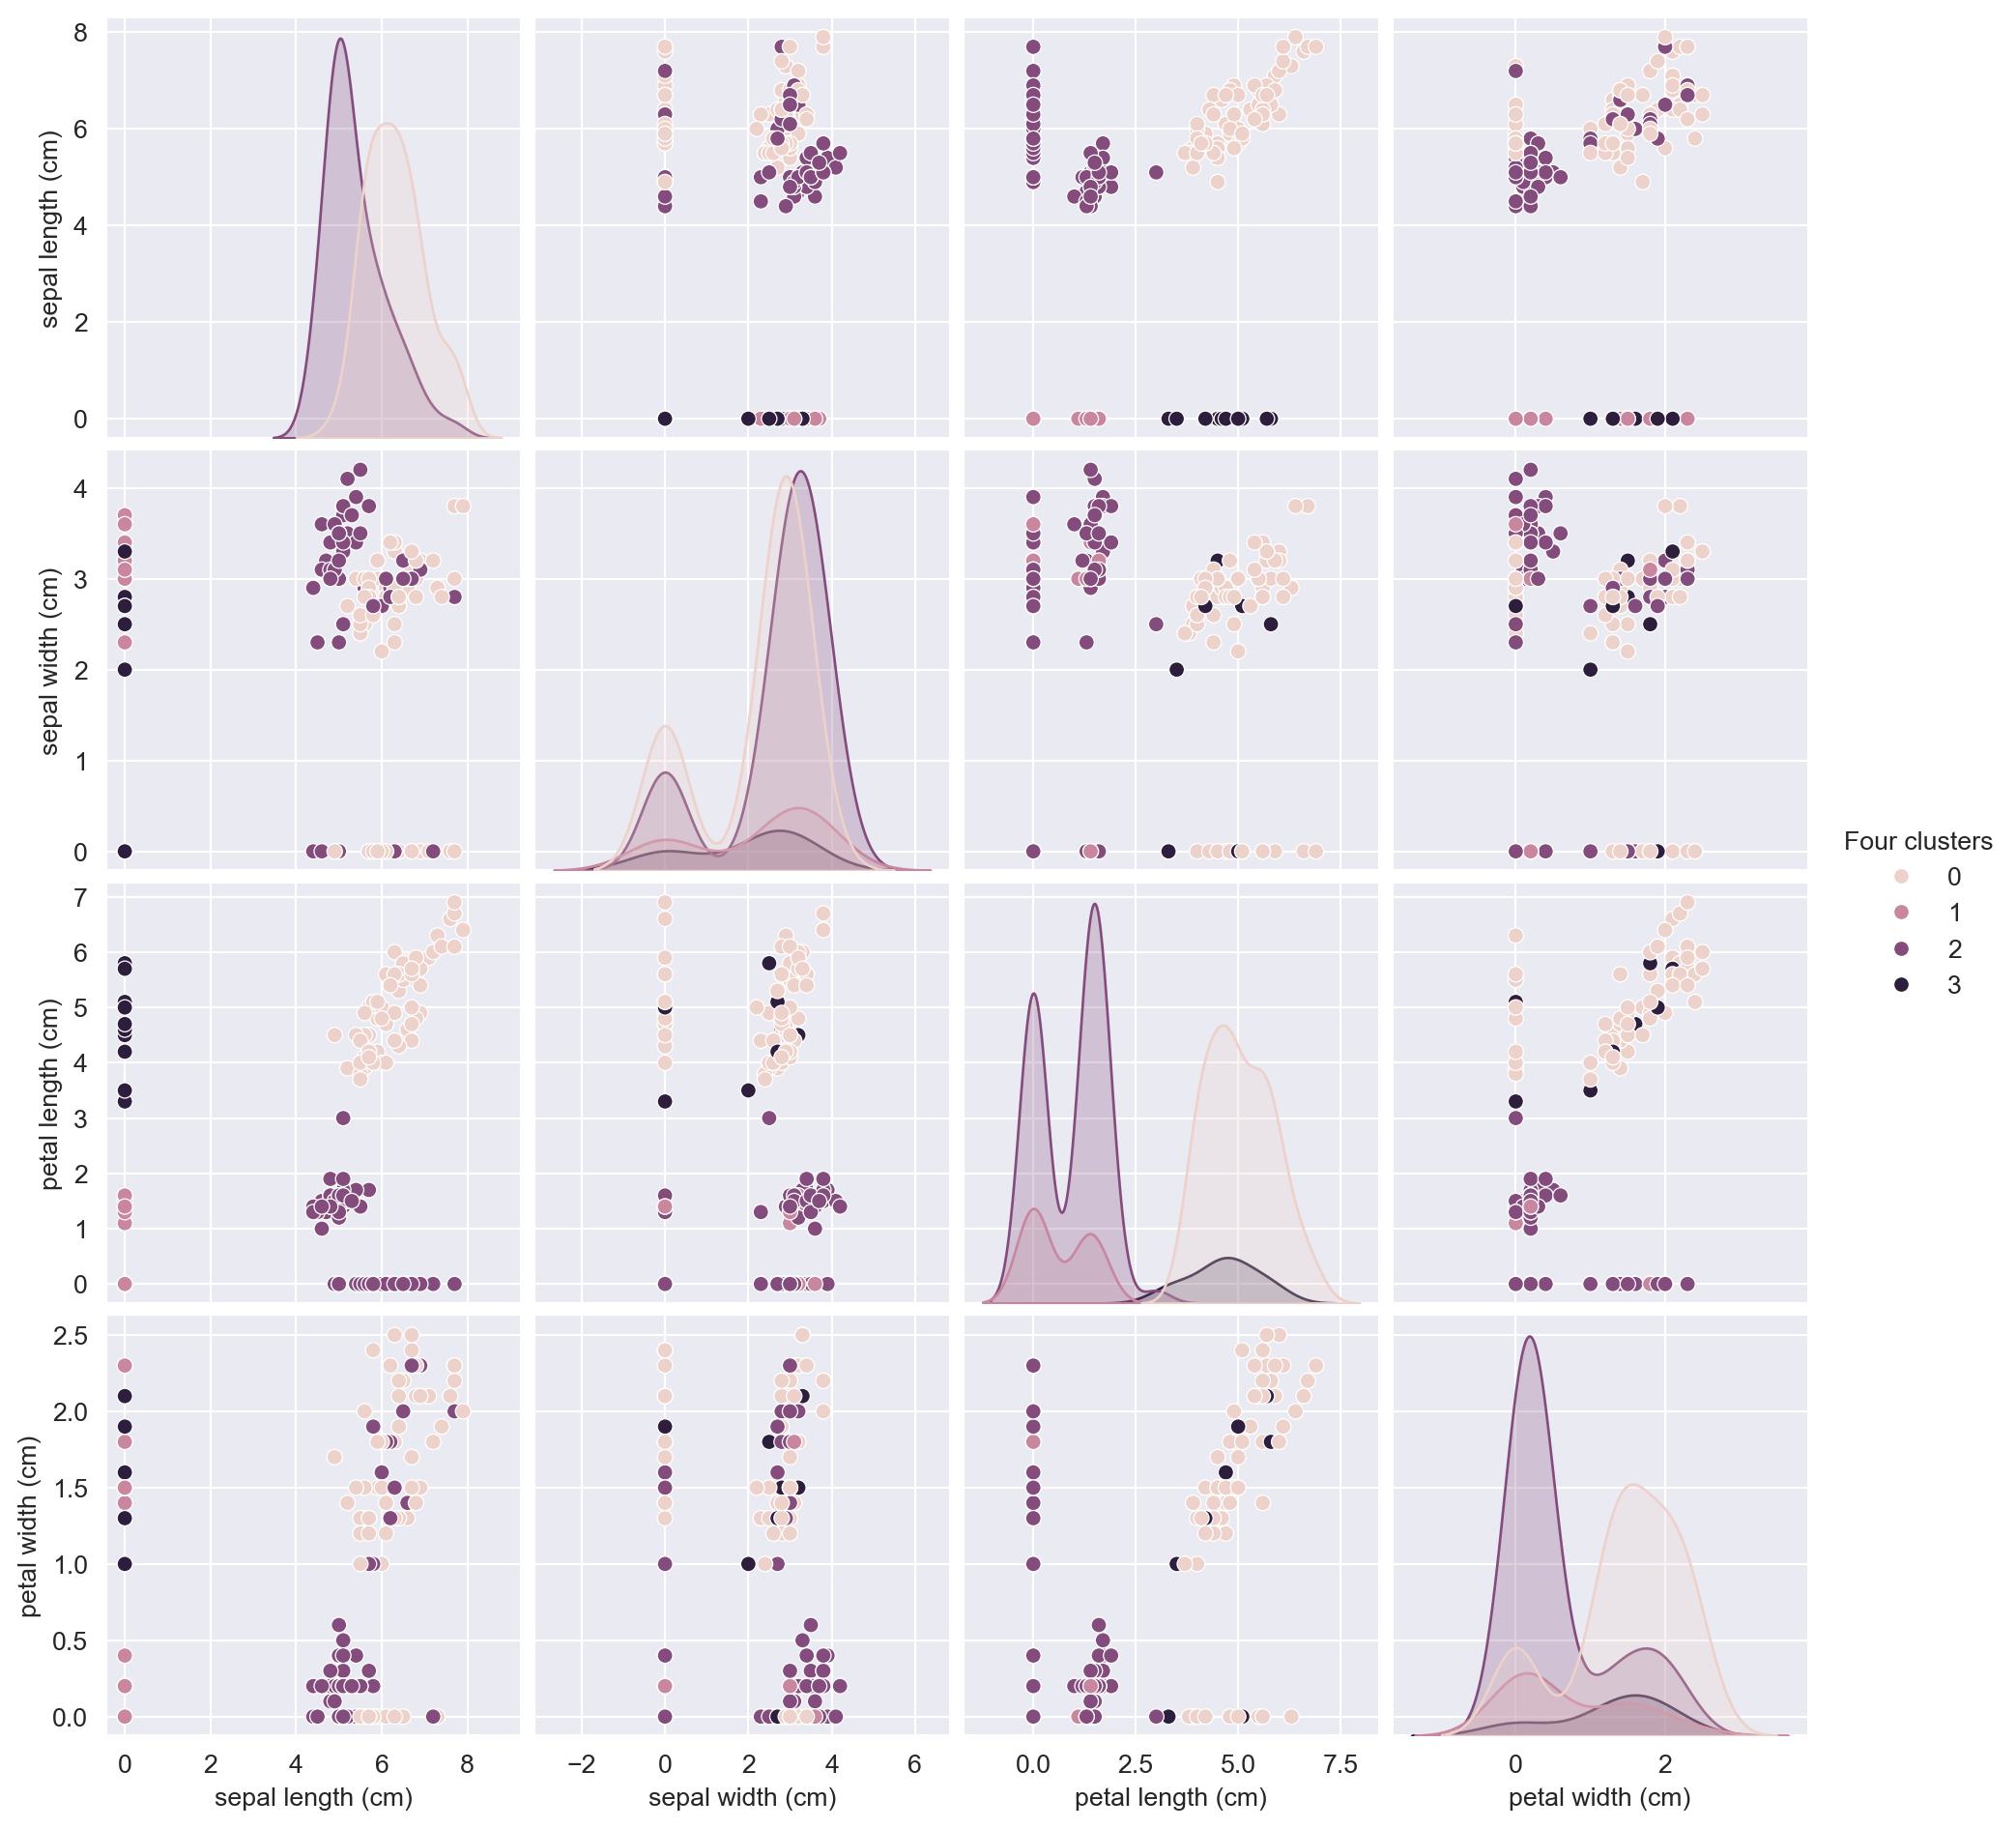 8
6
4
2
0
sepal length (cm)
4
3
2
1
0
sepal width (cm)
7
6
5
4
3
2
1
0
petal length (cm)
2.5
2.0
1.5
1.0
0.5
0.0
petal width (cm)
0 2 4 6 8
sepal length (cm)
−2 0 2 4 6
sepal width (cm)
0.0 2.5 5.0 7.5
petal length (cm)
0 2
petal width (cm)
Four clusters
0
1
2
3